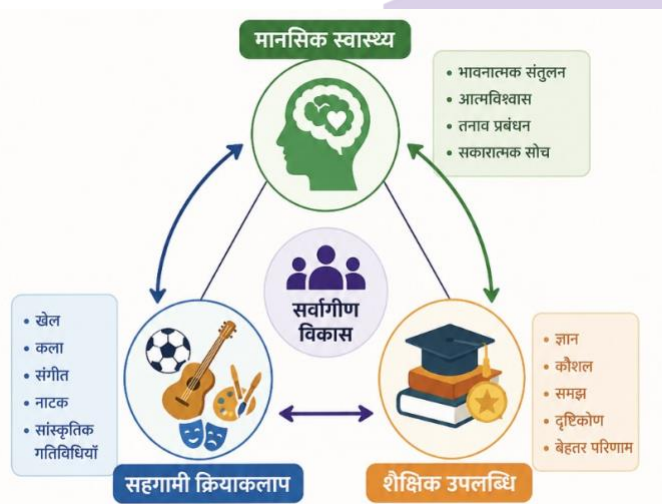 मानसिक स्वास्थ्य
• भावनात्मक संतुलन
• आत्मविश्वास
• तनाव प्रबंधन
• सकारात्मक सोच
सर्वागीण
विकास
• खेल
• कला
• संगीत
• नाटक
• सांस्कृतिक
गतिविधियाँ
• ज्ञान
• कौशल
• समझ
• दृष्टिकोण
• बेहतर परिणाम
सहगामी क्रियाकलाप
शैक्षिक उपलब्धि